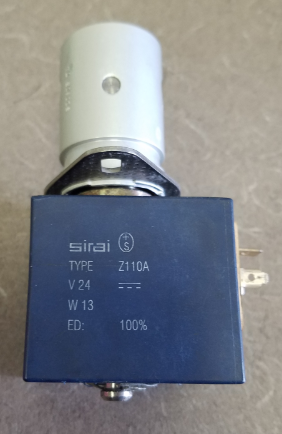 sirai
TYPE Z110A
V 24
W 13
ED: 100%